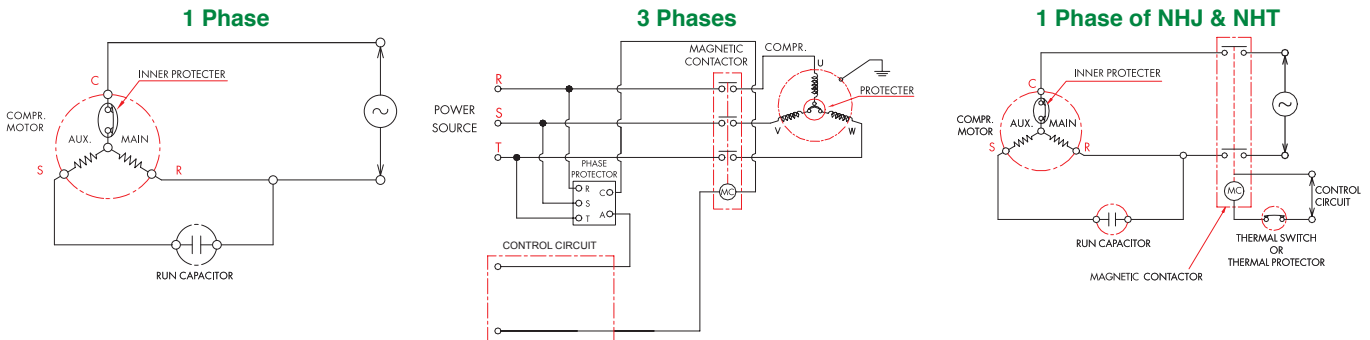 1 Phase
C
INNER PROTECTER
COMPR.
MOTOR
AUX.
MAIN
S
R
RUN CAPACITOR
3 Phases
MAGNETIC
CONTACTOR
COMPR.
U
R
S
T
POWER
SOURCE
PROTECTER
V
W
PHASE
PROTECTOR
R
S
T
C
A
MC
CONTROL CIRCUIT
1 Phase of NHJ & NHT
C
INNER PROTECTER
COMPR.
MOTOR
AUX.
MAIN
S
R
MC
CONTROL
CIRCUIT
RUN CAPACITOR
THERMAL SWITCH
OR
THERMAL PROTECTOR
MAGNETIC CONTACTOR